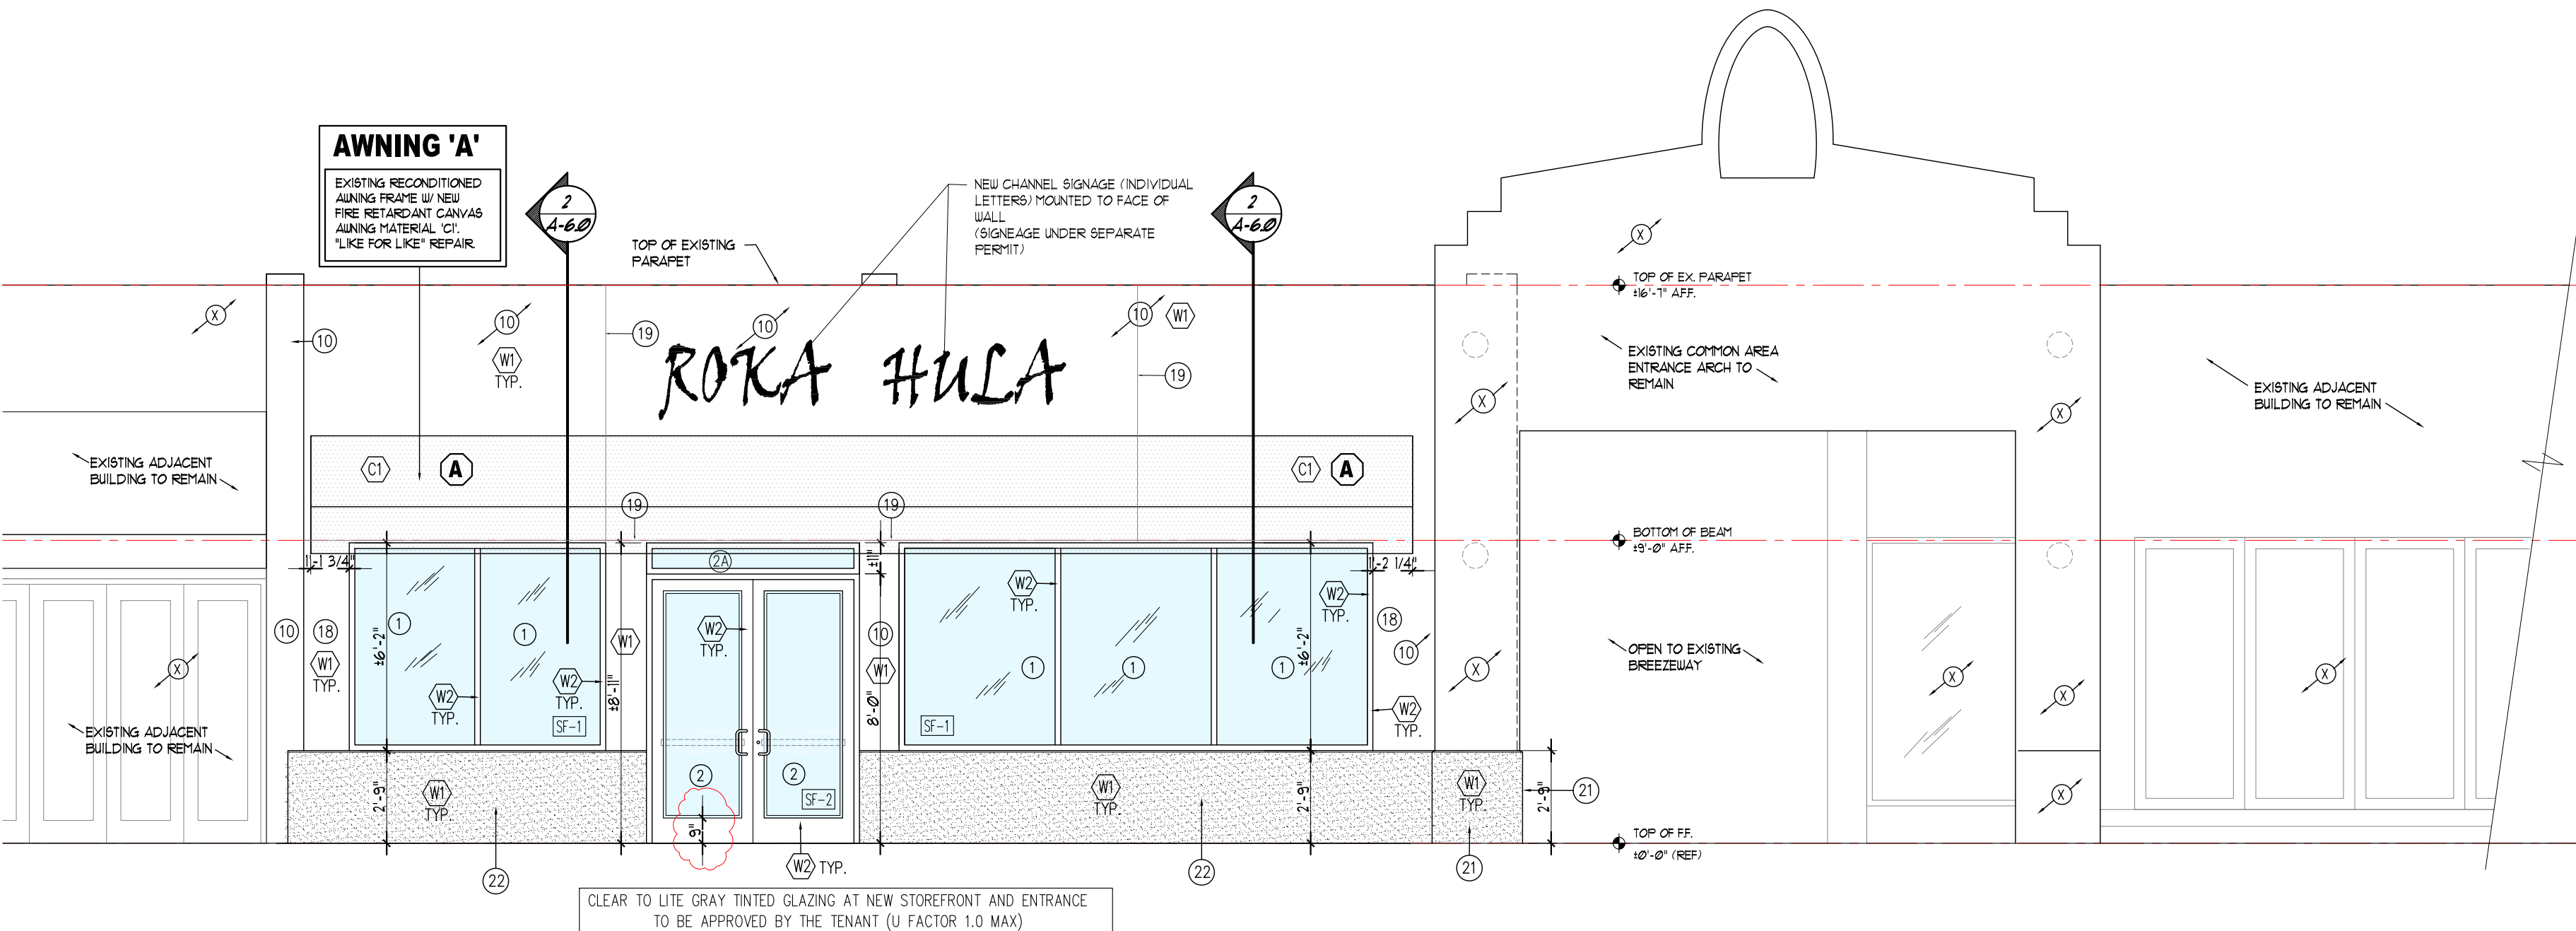 AWNING 'A'
EXISTING RECONDITIONED
AWNING FRAME W/ NEW
FIRE RETARDANT CANVAS
AWNING MATERIAL 'C1'.
"LIKE FOR LIKE" REPAIR.
2
A-6.0
TOP OF EXISTING
PARAPET
NEW CHANNEL SIGNAGE (INDIVIDUAL
LETTERS) MOUNTED TO FACE OF
WALL
(SIGNEAGE UNDER SEPARATE
PERMIT)
2
A-6.0
X
TOP OF EX. PARAPET
±16'-7" A.F.F.
X
10
10
W1
TYP.
19
10
ROKA HULA
10
W1
19
X
EXISTING COMMON AREA
ENTRANCE ARCH TO
REMAIN
X
EXISTING ADJACENT
BUILDING TO REMAIN
EXISTING ADJACENT
BUILDING TO REMAIN
C1
A
C1
A
19
19
BOTTOM OF BEAM
±9'-0" A.F.F.
1'-1 3/4"
2A
±11"
1'-2 1/4"
10
18
W1
TYP.
±6'-2"
1
1
W2
TYP.
W2
TYP.
SF-1
W1
±8'-11"
W2
TYP.
10
W1
8'-0"
W2
TYP.
1
1
1
SF-1
±6'-2"
W2
TYP.
18
10
W2
TYP.
X
OPEN TO EXISTING
BREEZEWAY
X
X
X
X
EXISTING ADJACENT
BUILDING TO REMAIN
2'-9"
W1
TYP.
2
2
SF-2
9"
W1
TYP.
2'-9"
W1
TYP.
2'-9"
21
X
TOP OF F.F.
±0'-0" (REF)
22
W2 TYP.
22
21
CLEAR TO LITE GRAY TINTED GLAZING AT NEW STOREFRONT AND ENTRANCE
TO BE APPROVED BY THE TENANT (U FACTOR 1.0 MAX)